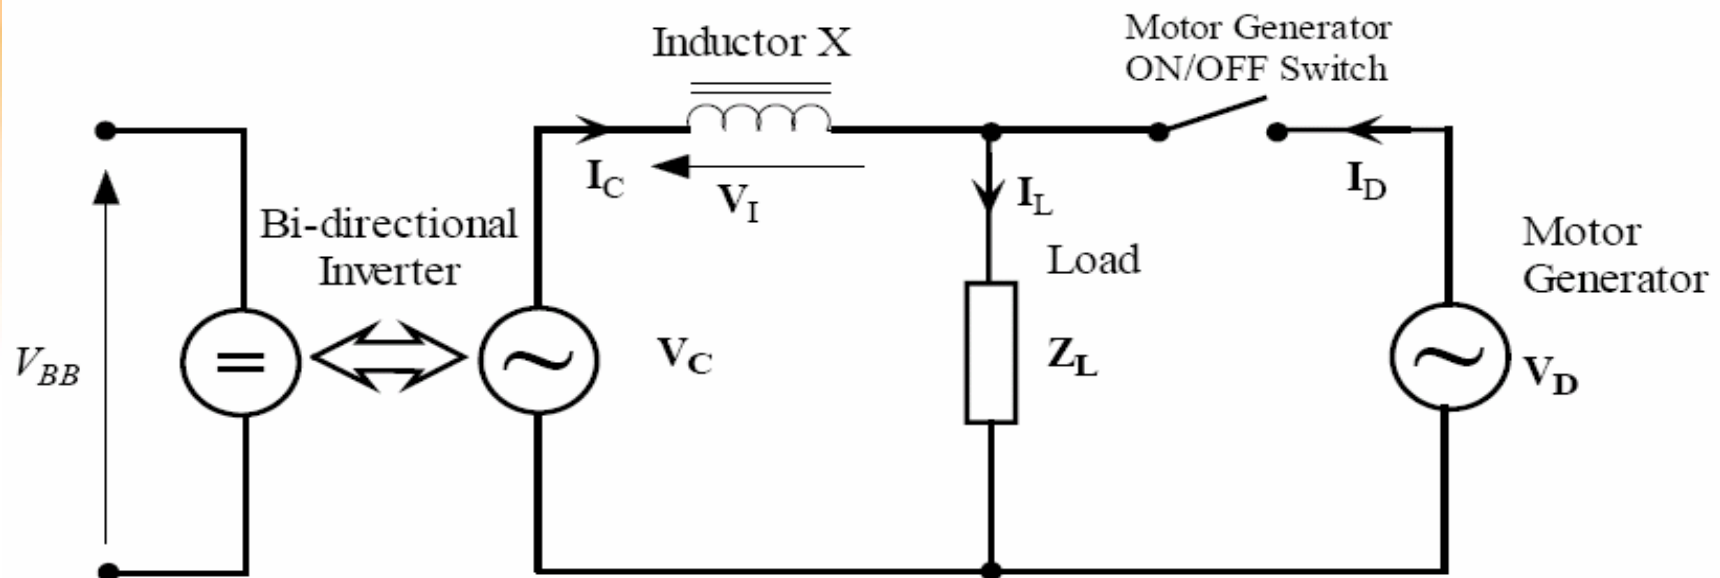 Inductor X
Motor Generator
ON/OFF Switch
I_C
V_I
I_L
I_D
Bi-directional
Inverter
Load
Motor
Generator
V_BB
=
~
V_C
Z_L
~
V_D